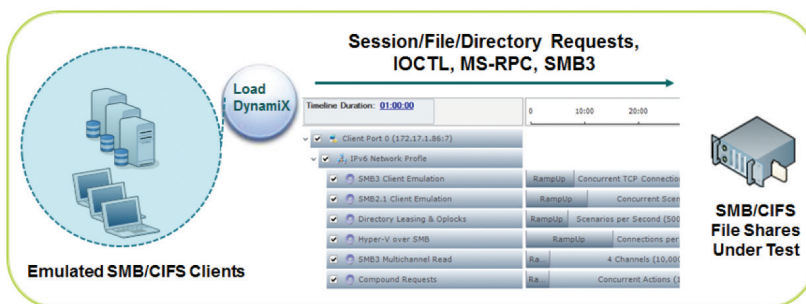 Session/File/Directory Requests,
IOCTL, MS-RPC, SMB3
Load
DynamiX
Timeline Duration: 01:00:00
0 10:00 20:00
Client Port 0 (172.17.1.86:7)
IPv6 Network Profile
SMB3 Client Emulation RampUp Concurrent TCP Connectio
SMB2.1 Client Emulation RampUp Concurrent Scen
Directory Leasing & Oplocks RampUp Scenarios per Second (500
Hyper-V over SMB RampUp Connections per
SMB3 Multichannel Read Ra... 4 Channels (10,000
Compound Requests Ra... Concurrent Actions (1
Emulated SMB/CIFS Clients
SMB/CIFS
File Shares
Under Test